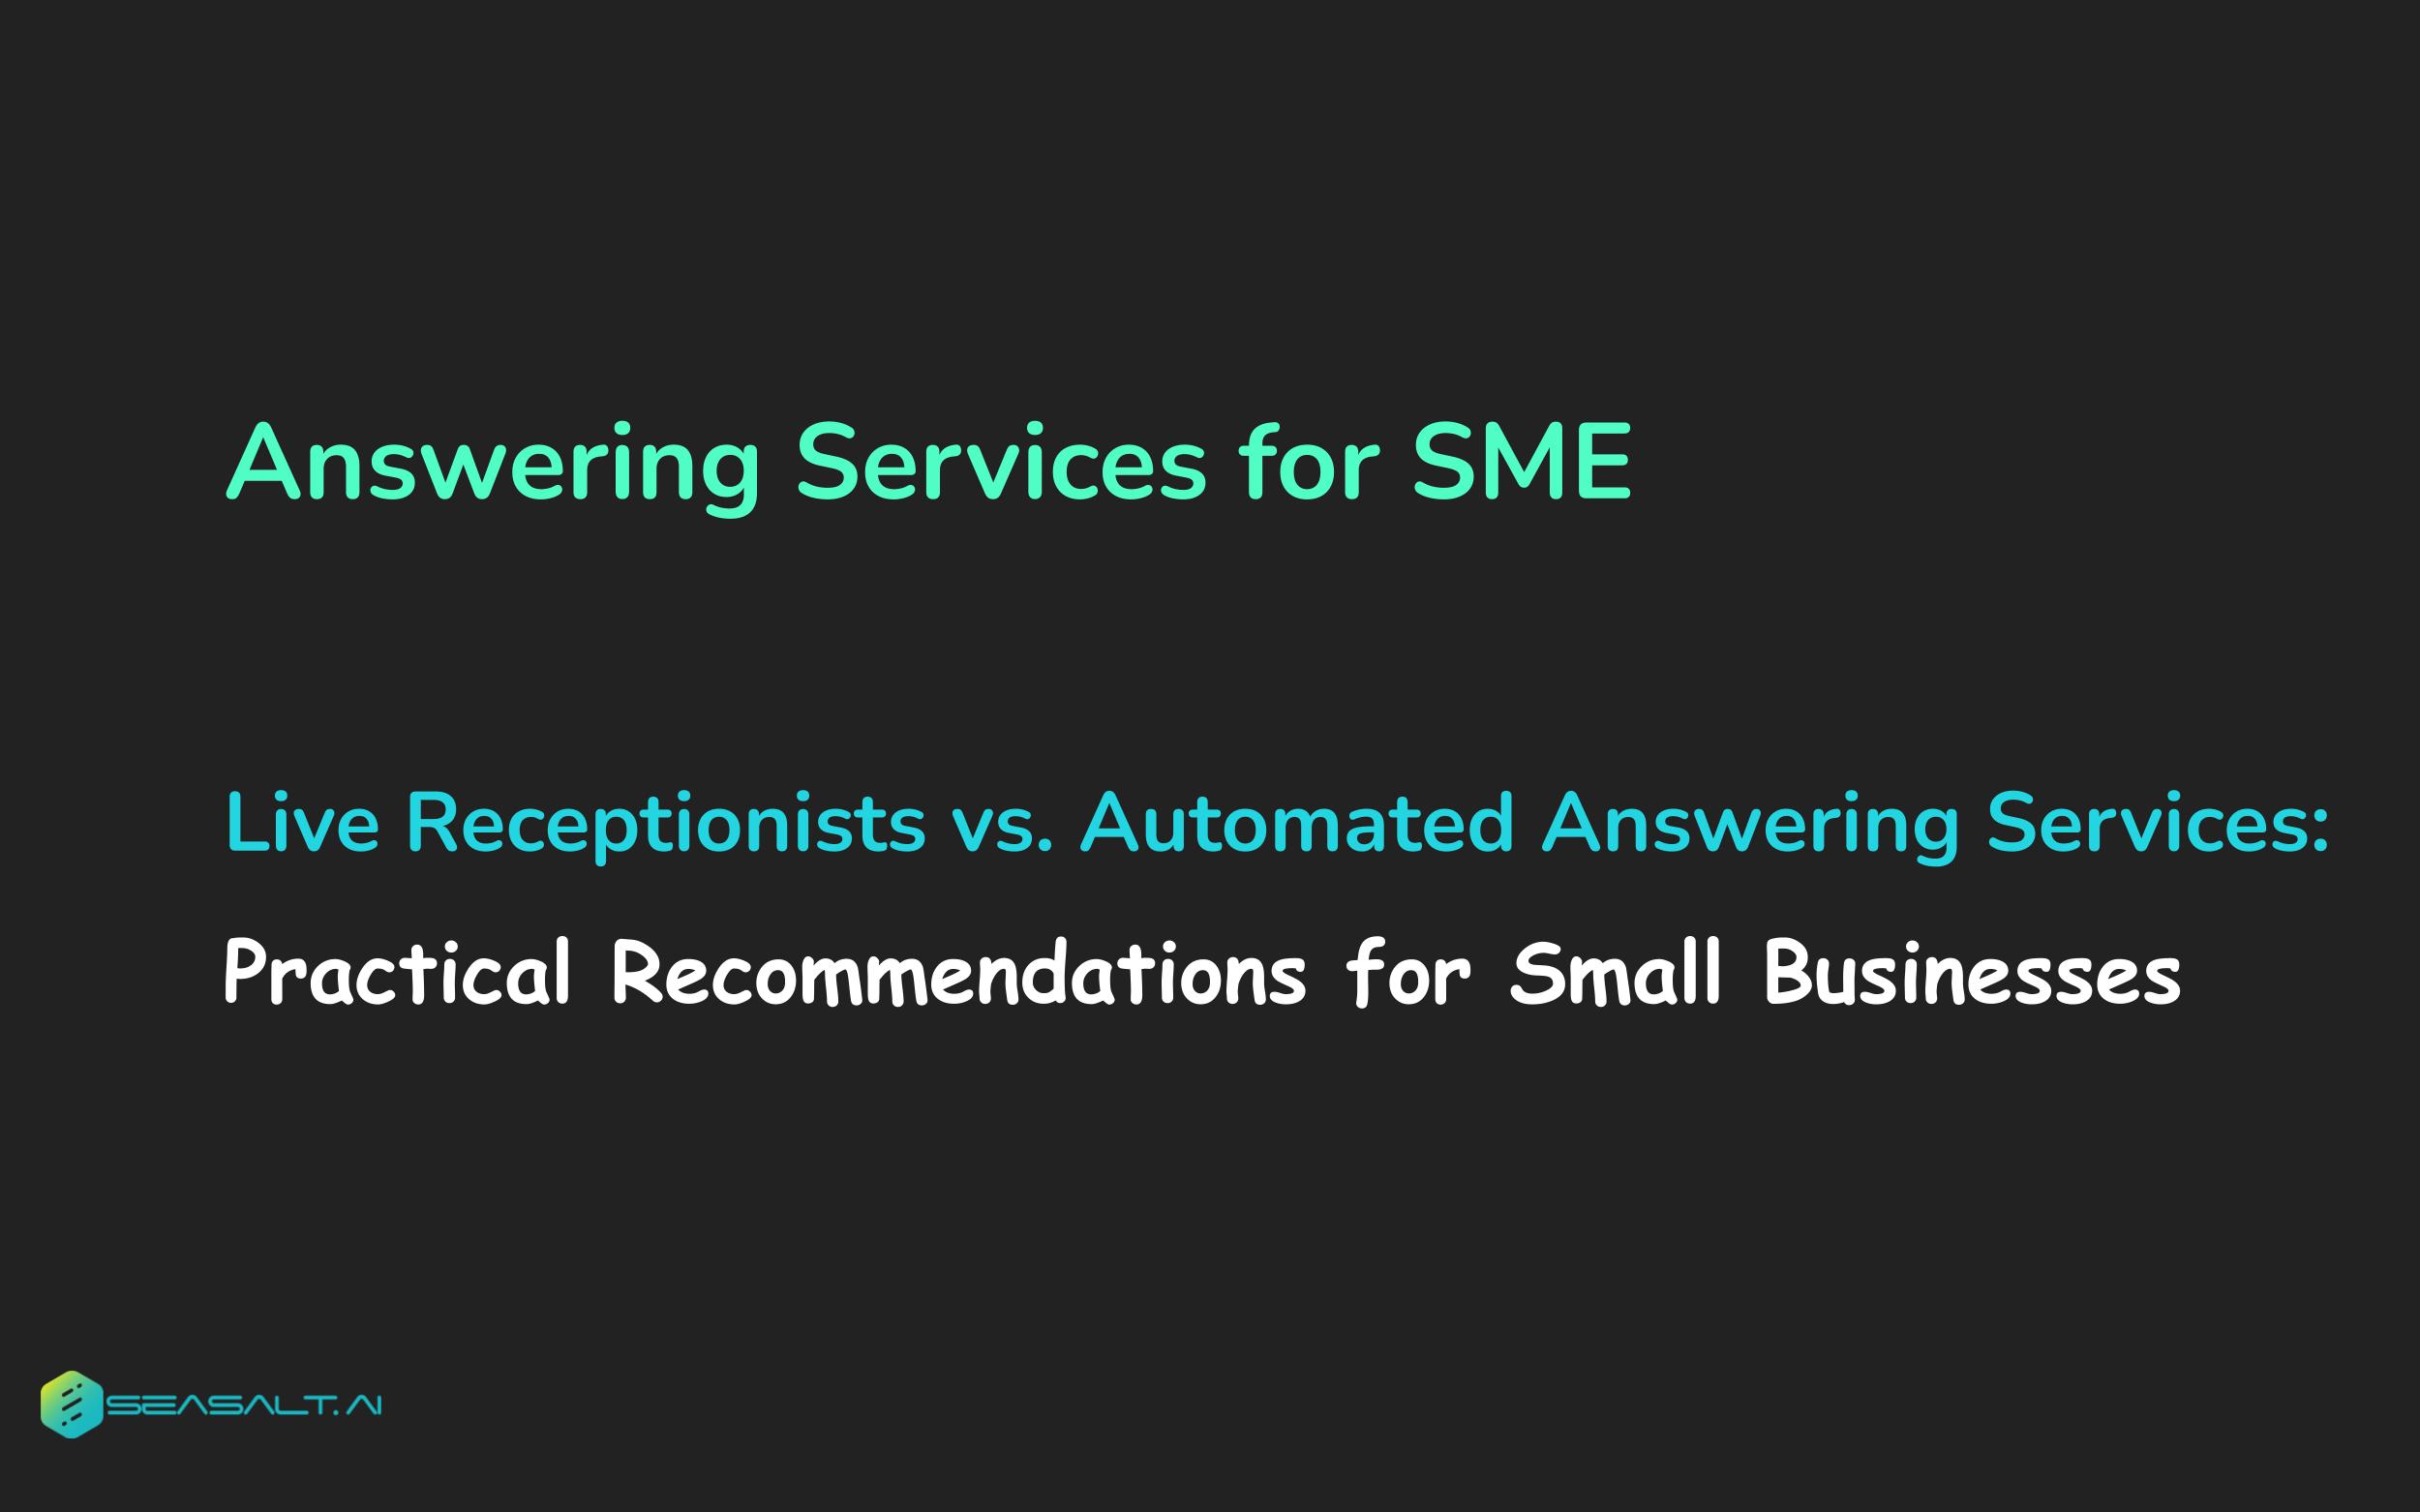 Answering Services for SME
Live Receptionists vs. Automated Answering Services:
Practical Recommendations for Small Businesses
SEASALT.AI